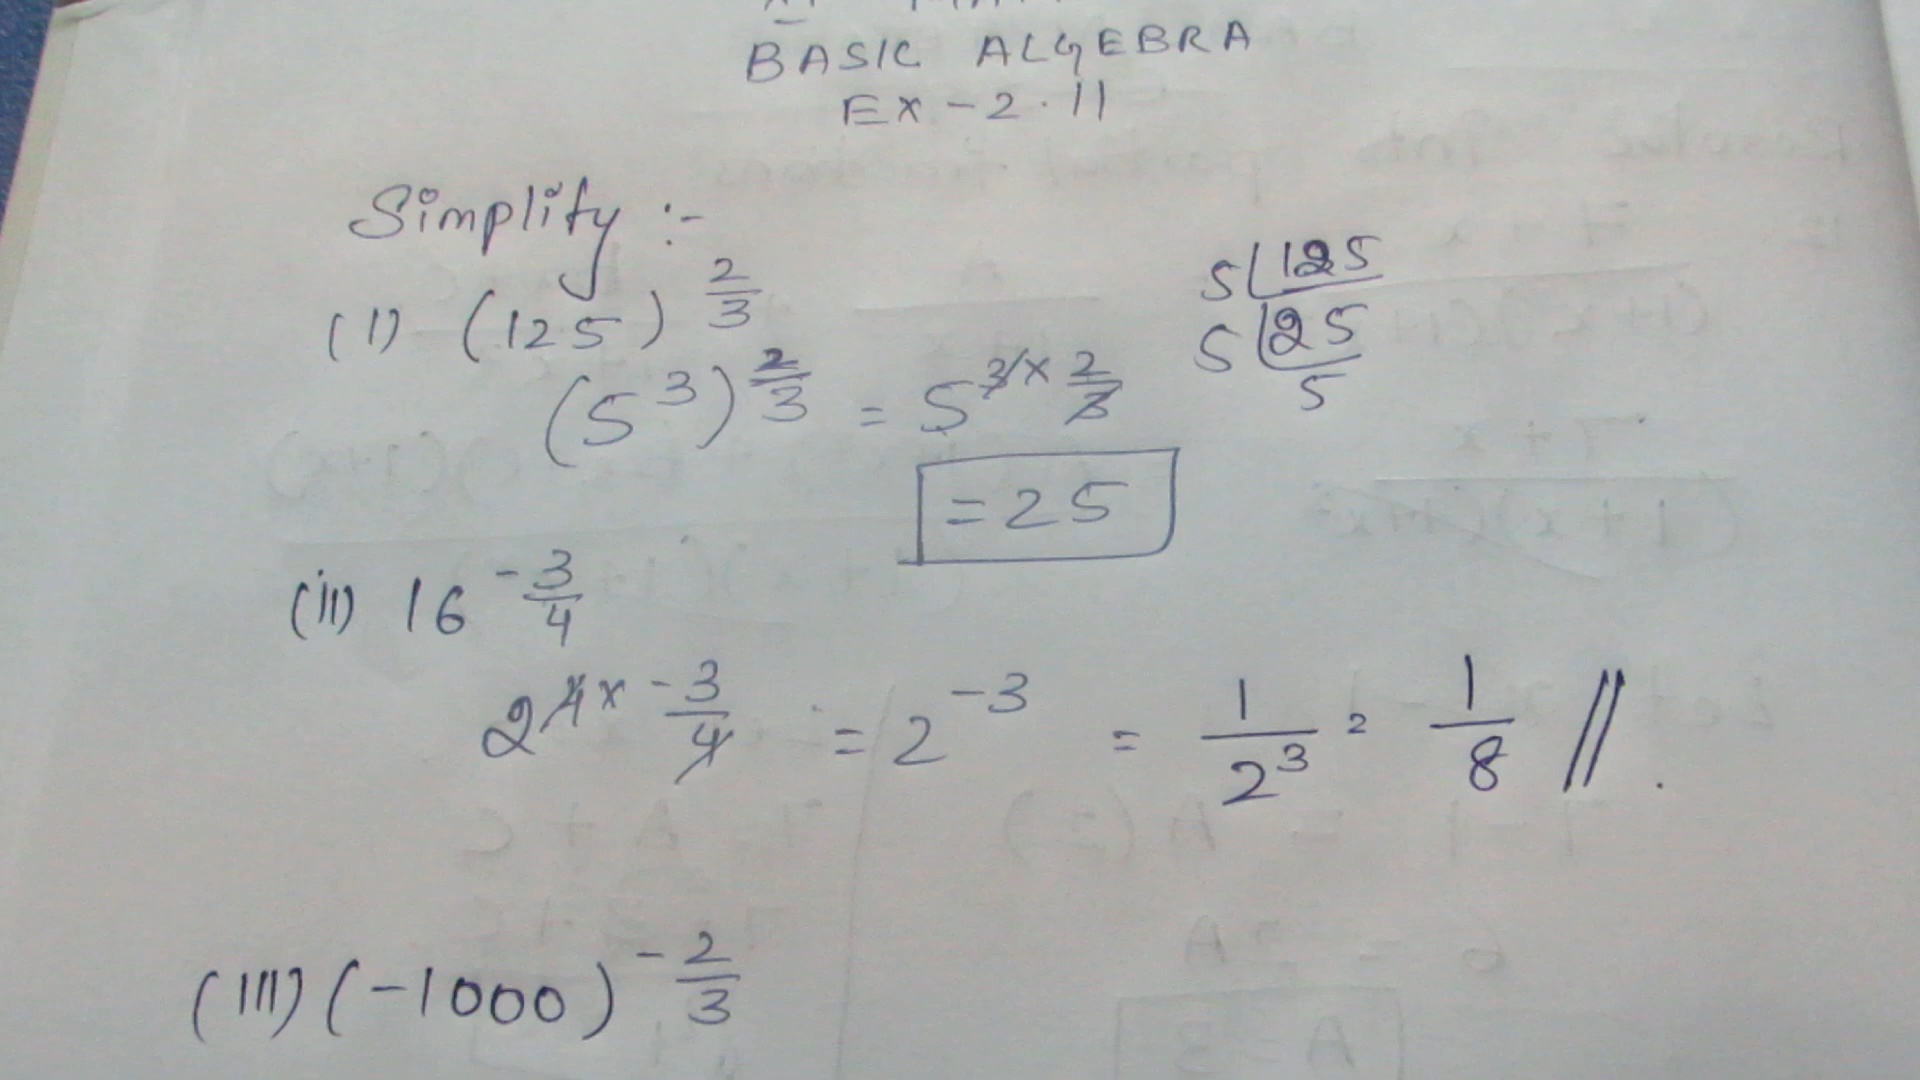 BASIC ALGEBRA
EX-2.11
Simplify :-
(I) (125)^(2/3)
5 | 125
5 | 25
5
(5^3)^(2/3) = 5^(3 x 2/3)
= 25
(II) 16^(-3/4)
2^(4 x -3/4) = 2^(-3) = 1/2^3 = 1/8 //.
(III) (-1000)^(-2/3)